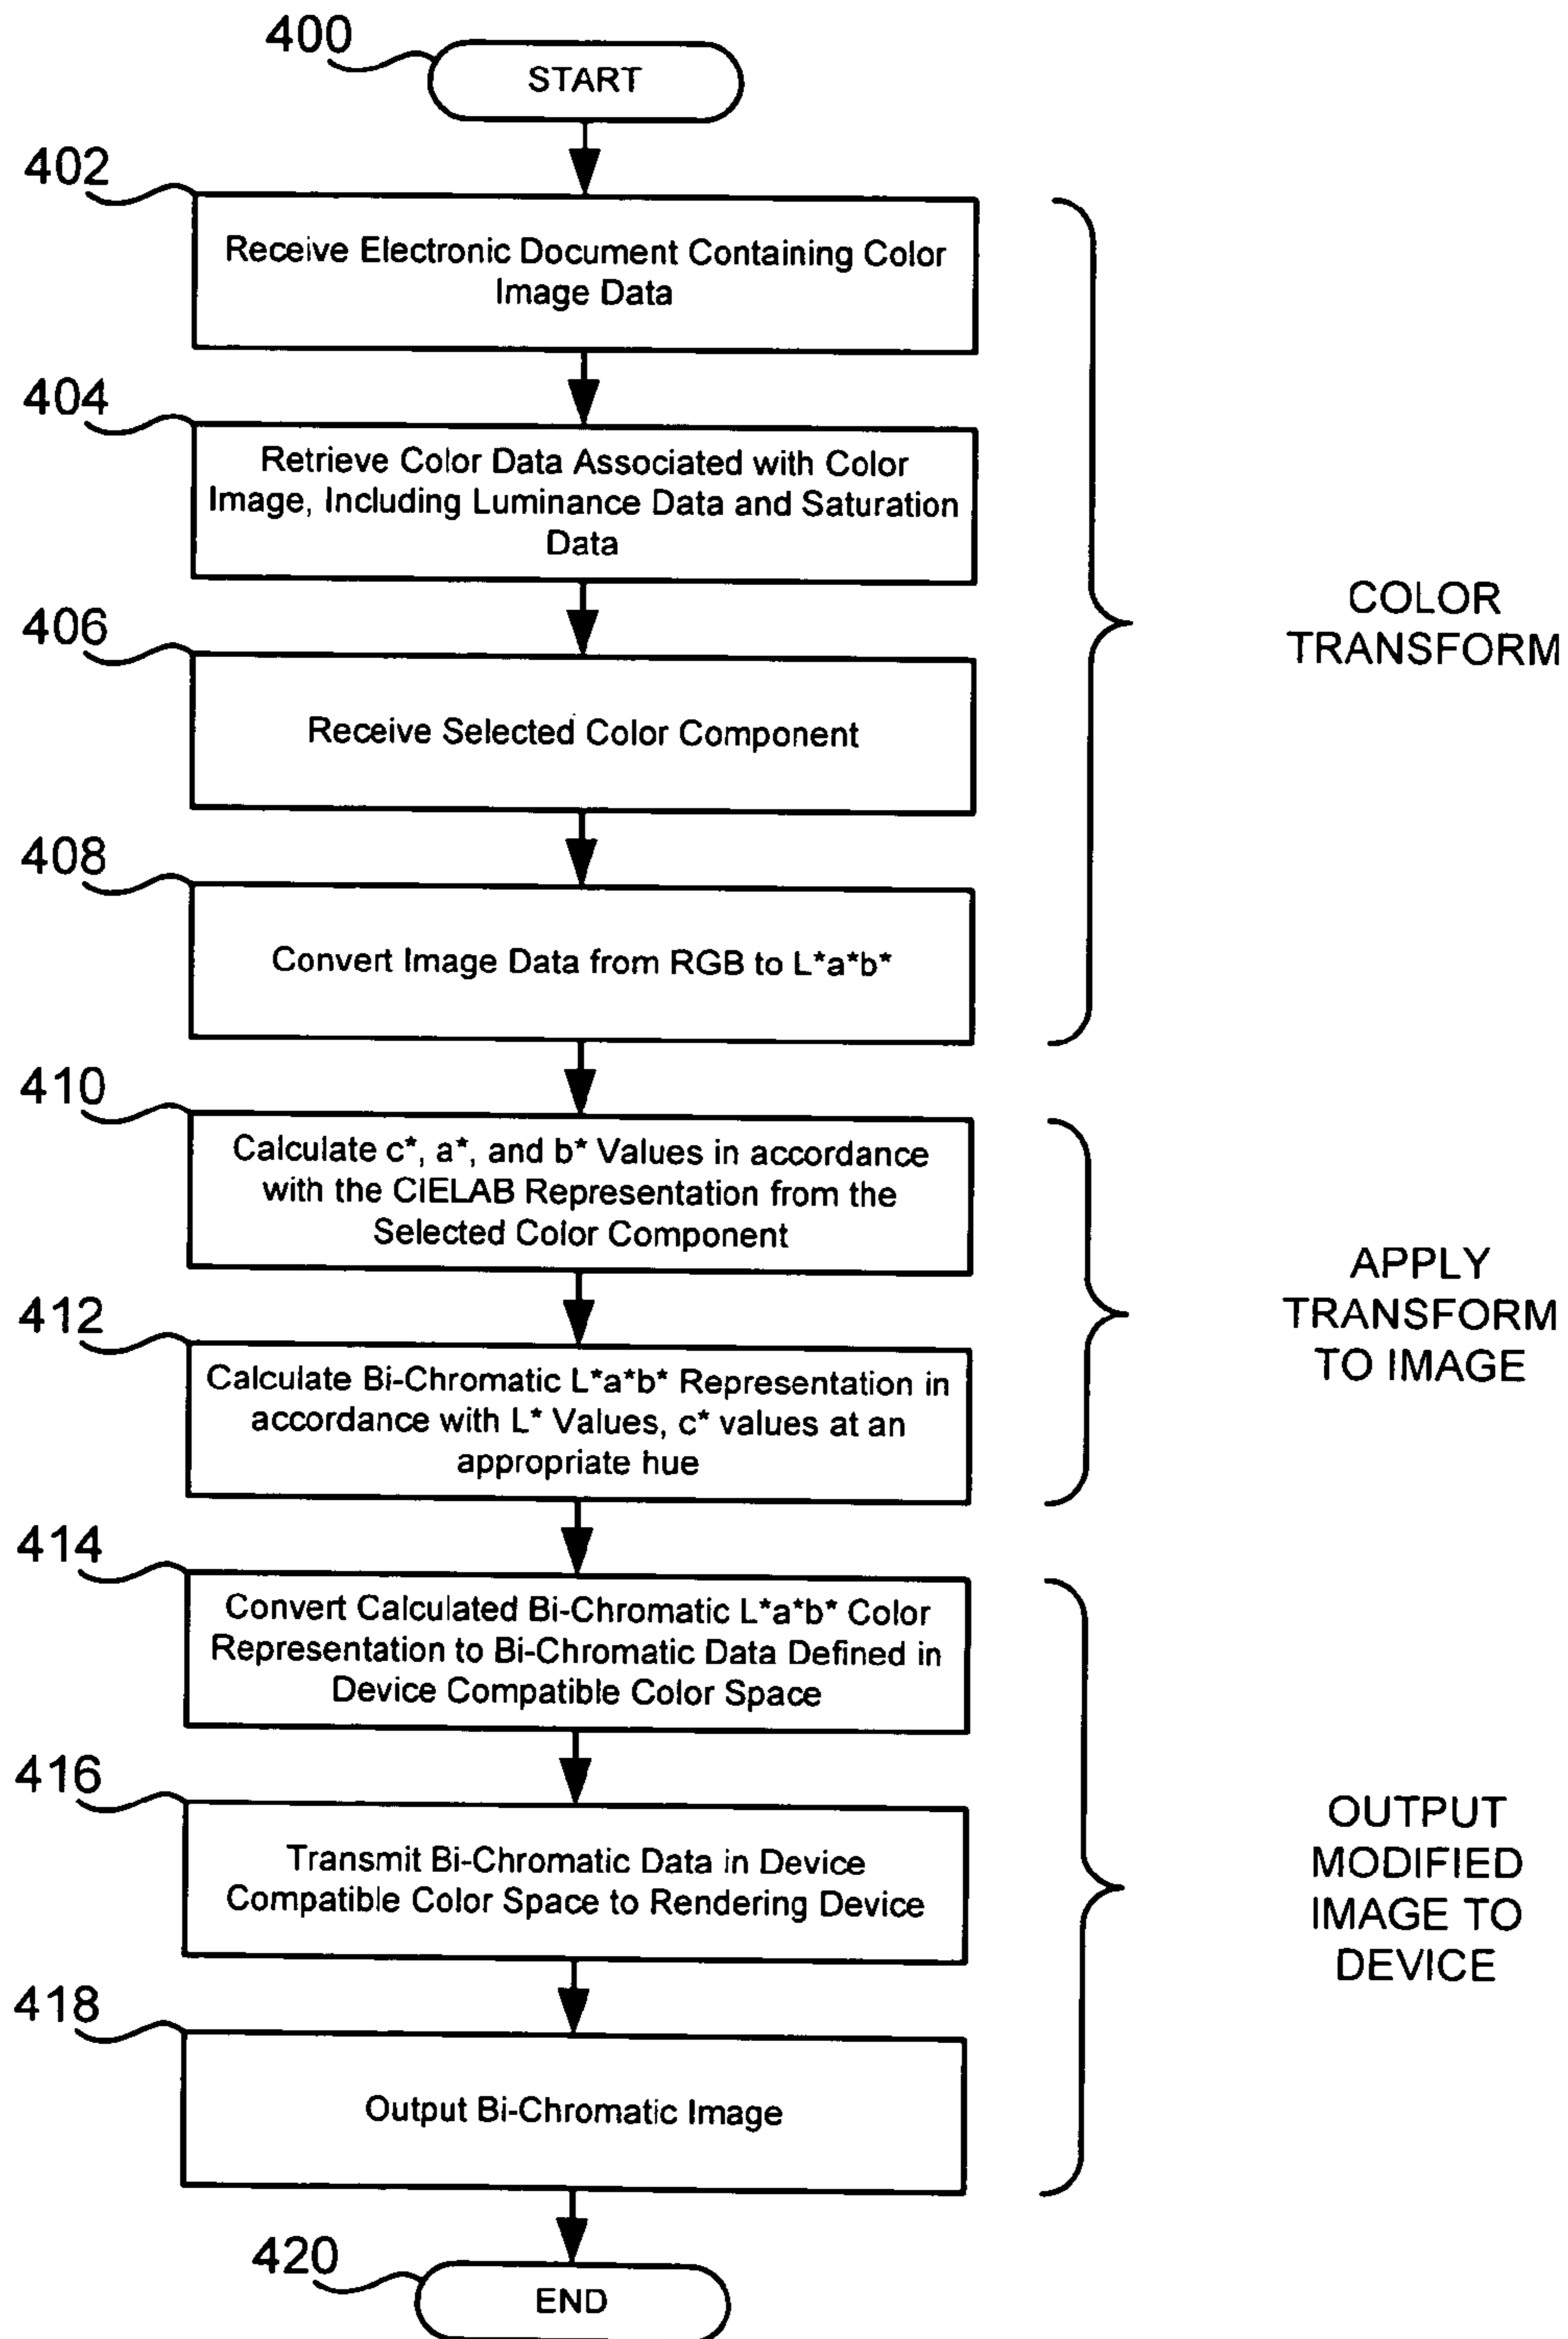 400
START
402
Receive Electronic Document Containing Color
Image Data
404
Retrieve Color Data Associated with Color
Image, Including Luminance Data and Saturation
Data
406
Receive Selected Color Component
408
Convert Image Data from RGB to L*a*b*
COLOR
TRANSFORM
410
Calculate c*, a*, and b* Values in accordance
with the CIELAB Representation from the
Selected Color Component
412
Calculate Bi-Chromatic L*a*b* Representation in
accordance with L* Values, c* values at an
appropriate hue
APPLY
TRANSFORM
TO IMAGE
414
Convert Calculated Bi-Chromatic L*a*b* Color
Representation to Bi-Chromatic Data Defined in
Device Compatible Color Space
416
Transmit Bi-Chromatic Data in Device
Compatible Color Space to Rendering Device
418
Output Bi-Chromatic Image
OUTPUT
MODIFIED
IMAGE TO
DEVICE
420
END